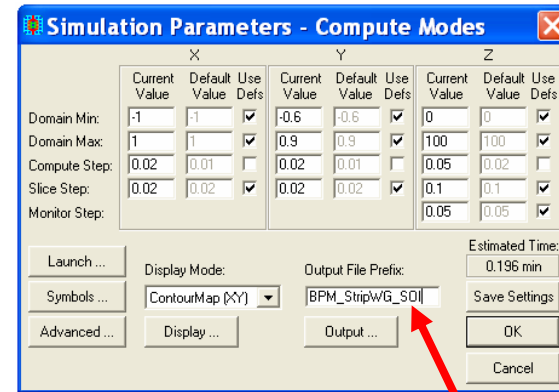 Simulation Parameters - Compute Modes
X Y Z
Current Value Default Value Use Defs Current Value Default Value Use Defs Current Value Default Value Use Defs
Domain Min: -1 -1 -0.6 -0.6 0 0
Domain Max: 1 1 0.9 0.9 100 100
Compute Step: 0.02 0.01 0.02 0.01 0.05 0.02
Slice Step: 0.02 0.02 0.02 0.02 0.1 0.1
Monitor Step: 0.05 0.05
Launch ... Display Mode: Output File Prefix: Estimated Time:
0.196 min
Symbols ... ContourMap (XY) BPM_StripWG_SOI Save Settings
Advanced ... Display ... Output ... OK
Cancel